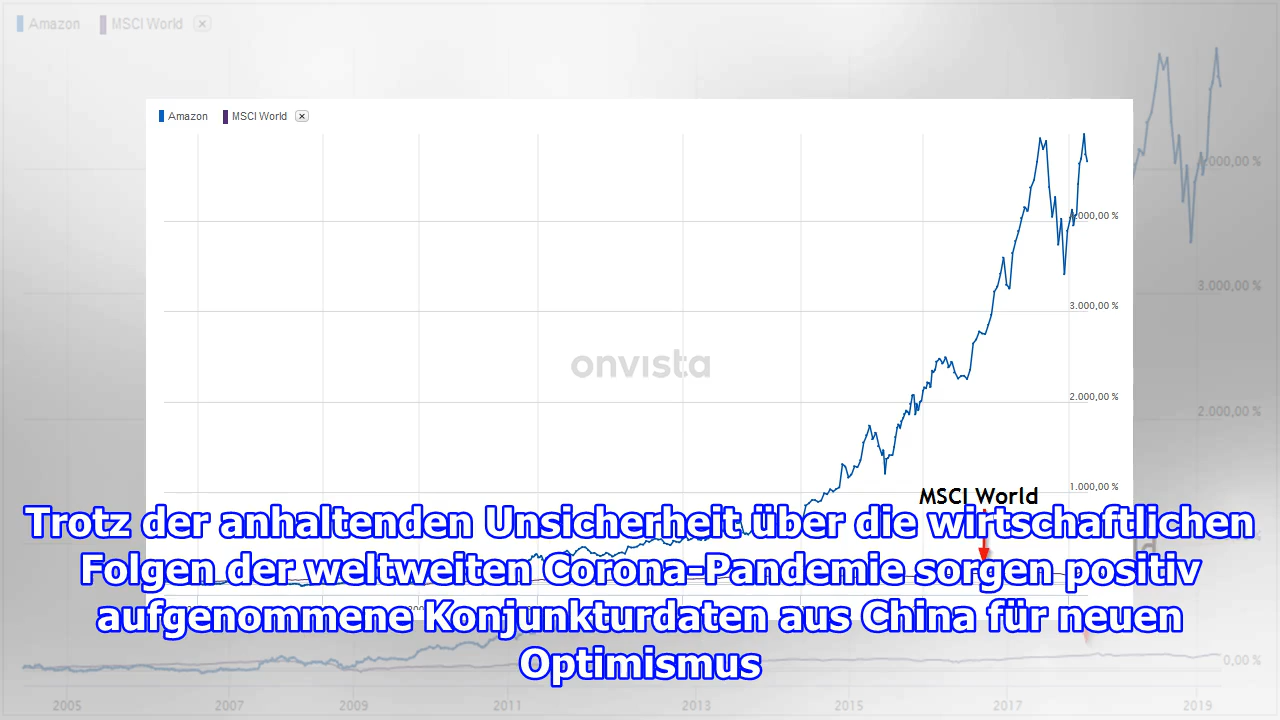 Amazon MSCI World
Amazon MSCI World
.000,00 %
.000,00 %
3.000,00 %
3.000,00 %
onvista
2.000,00 %
2.000,00 %
1.000,00 %
MSCI World
Trotz der anhaltenden Unsicherheit über die wirtschaftlichen
Folgen der weltweiten Corona-Pandemie sorgen positiv
aufgenommene Konjunkturdaten aus China für neuen
Optimismus
0,00 %
2005 2007 2009 2011 2013 2015 2017 2019